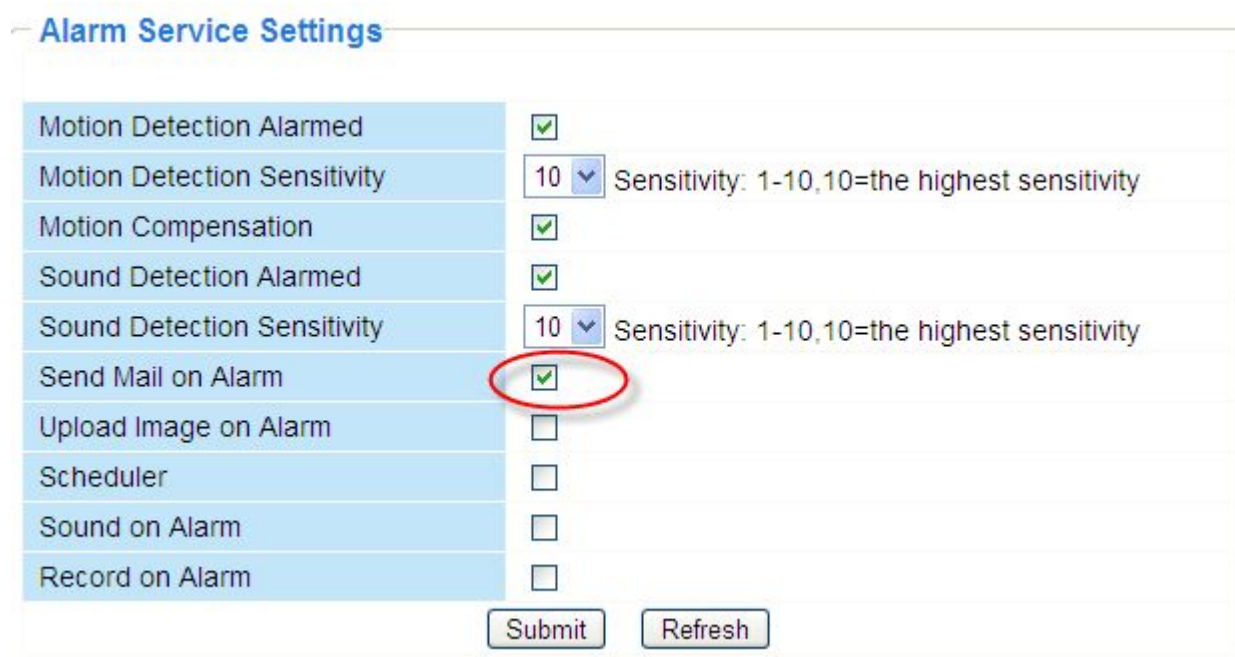 Alarm Service Settings
Motion Detection Alarmed
Motion Detection Sensitivity 10 Sensitivity: 1-10,10=the highest sensitivity
Motion Compensation
Sound Detection Alarmed
Sound Detection Sensitivity 10 Sensitivity: 1-10,10=the highest sensitivity
Send Mail on Alarm
Upload Image on Alarm
Scheduler
Sound on Alarm
Record on Alarm
Submit Refresh